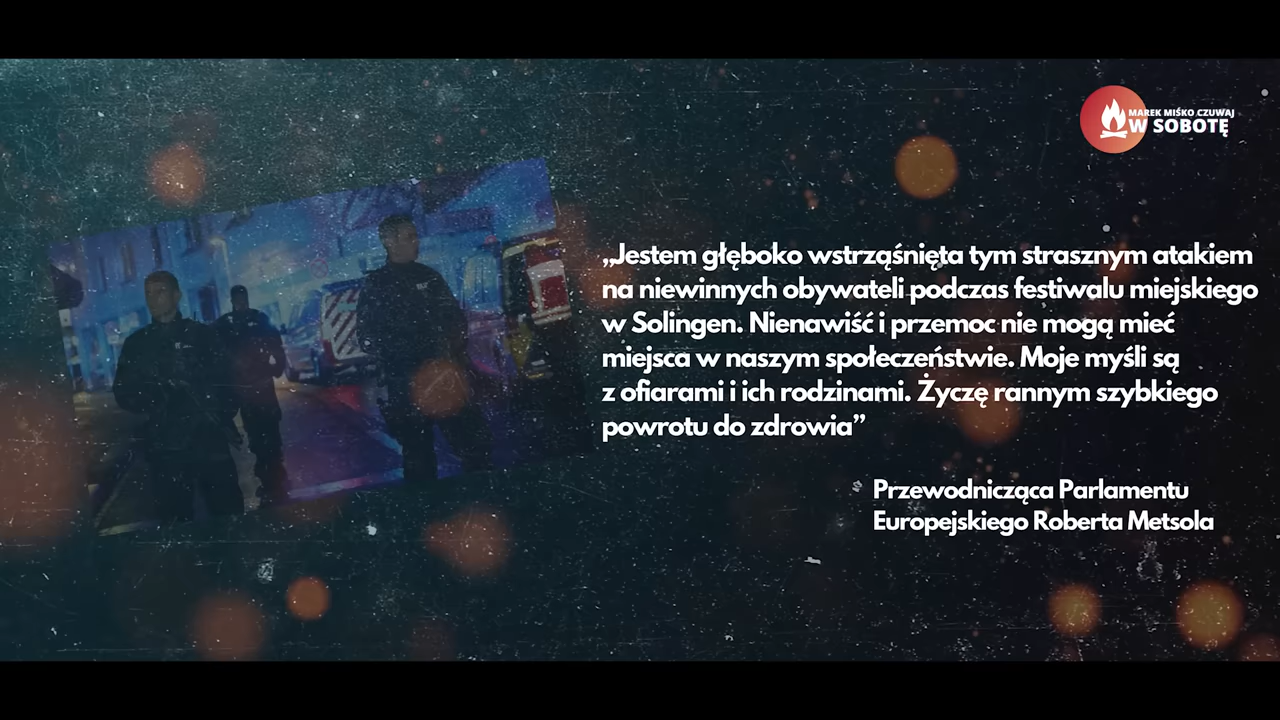 MAREK MIŚKO CZUWAJ
W SOBOTĘ
„Jestem głęboko wstrząśnięta tym strasznym atakiem
na niewinnych obywateli podczas festiwalu miejskiego
w Solingen. Nienawiść i przemoc nie mogą mieć
miejsca w naszym społeczeństwie. Moje myśli są
z ofiarami i ich rodzinami. Życzę rannym szybkiego
powrotu do zdrowia”
Przewodnicząca Parlamentu
Europejskiego Roberta Metsola